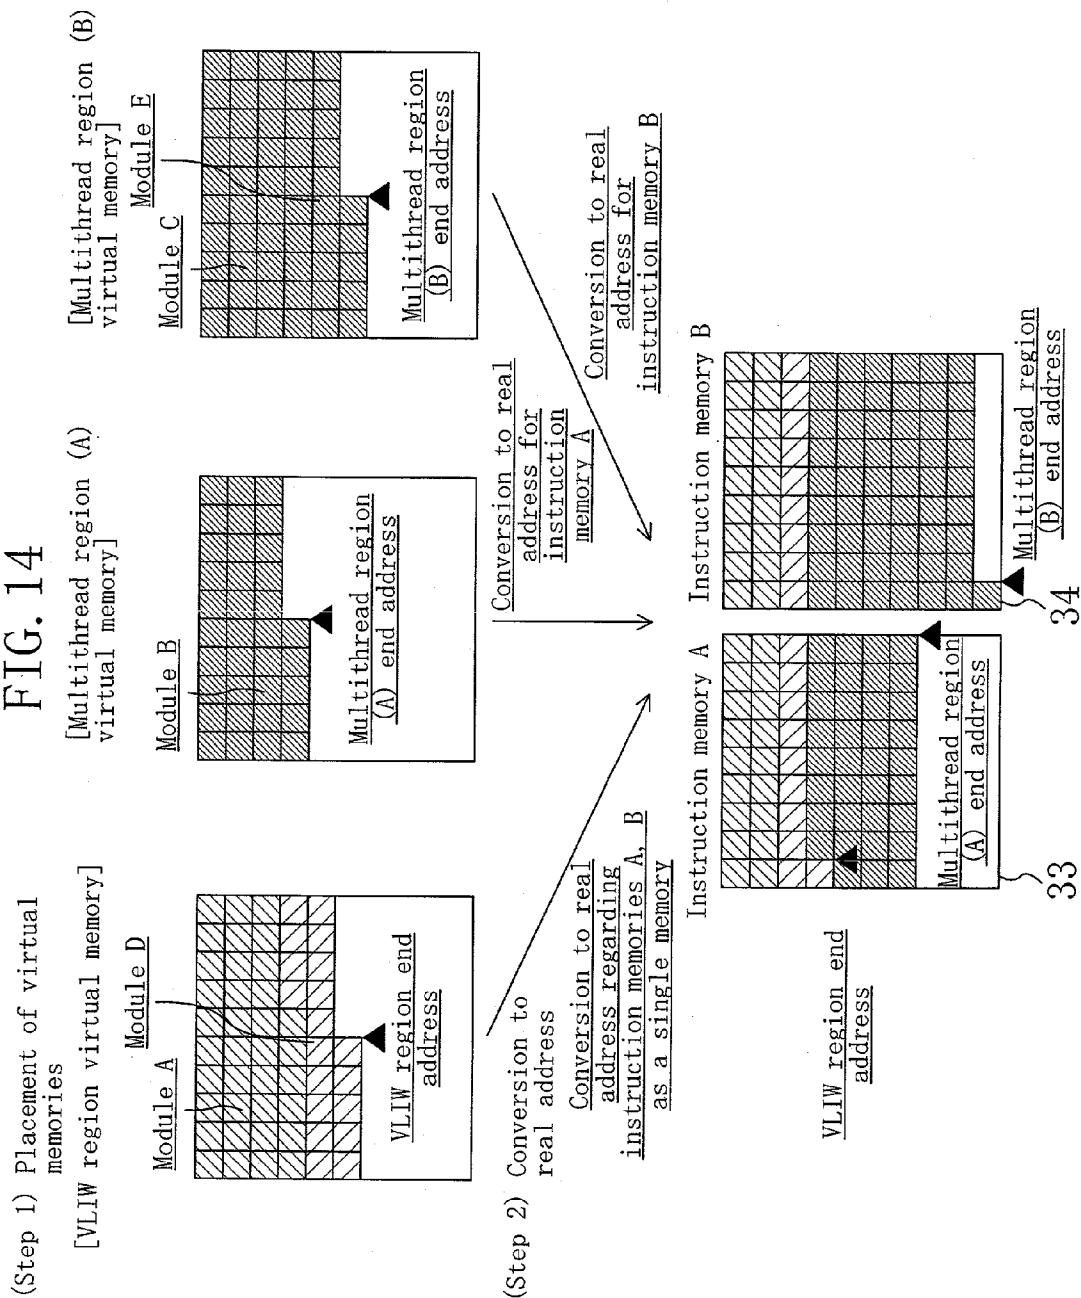 FIG. 14
(Step 1) Placement of virtual
memories
[VLIW region virtual memory]
Module A
Module D
VLIW region end
address
[Multithread region (A)
virtual memory]
Module B
Multithread region
(A) end address
[Multithread region (B)
virtual memory]
Module C
Module E
Multithread region
(B) end address
(Step 2) Conversion to
real address
Conversion to real
address regarding
instruction memories A, B
as a single memory
Conversion to real
address for
instruction
memory A
Conversion to real
address for
instruction memory B
Instruction memory A
Instruction memory B
VLIW region end
address
Multithread region
(A) end address
33
Multithread region
(B) end address
34